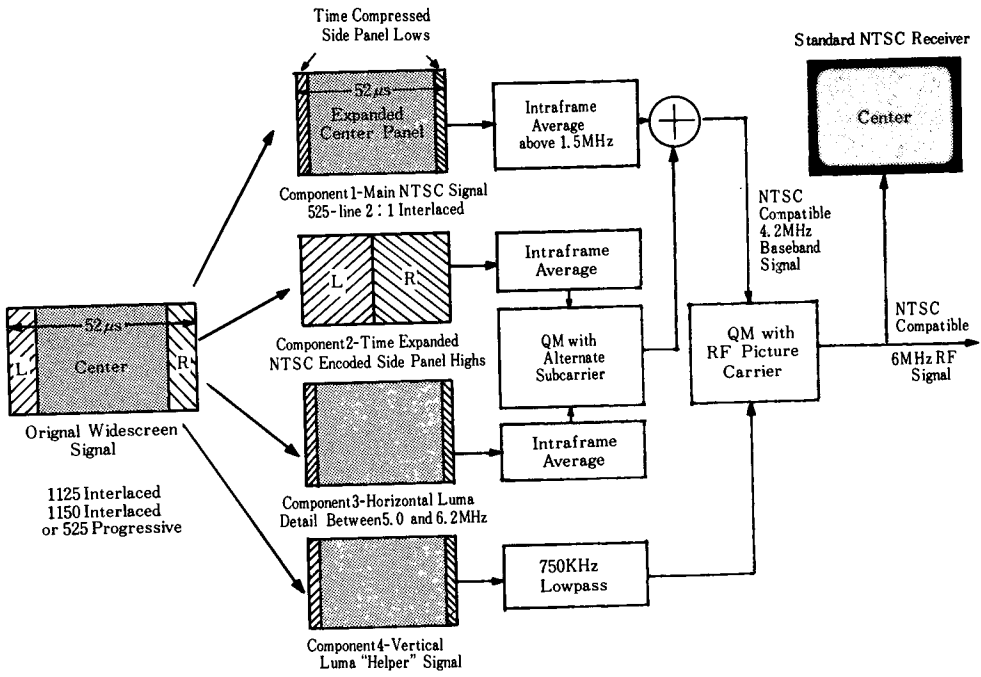 Time Compressed
Side Panel Lows
52μs
Expanded
Center Panel
Component1-Main NTSC Signal
525-line 2:1 Interlaced
Intraframe
Average
above 1.5MHz
Standard NTSC Receiver
Center
NTSC
Compatible
4.2MHz
Baseband
Signal
L
R
Component2-Time Expanded
NTSC Encoded Side Panel Highs
Intraframe
Average
QM with
Alternate
Subcarrier
QM with
RF Picture
Carrier
NTSC
Compatible
6MHz RF
Signal
52μs
L
Center
R
Orignal Widescreen
Signal
1125 Interlaced
1150 Interlaced
or 525 Progressive
Component3-Horizontal Luma
Detail Between5.0 and 6.2MHz
Intraframe
Average
Component4-Vertical
Luma "Helper" Signal
750KHz
Lowpass